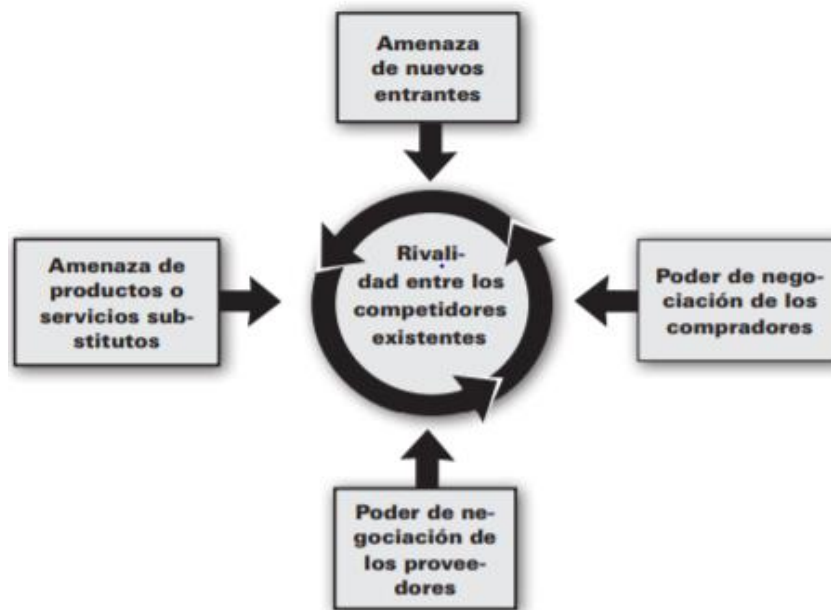 Amenaza
de nuevos
entrantes
Amenaza de
productos o
servicios sub-
stitutos
Rivali-
dad entre los
competidores
existentes
Poder de nego-
ciación de los
compradores
Poder de ne-
gociación de
los provee-
dores